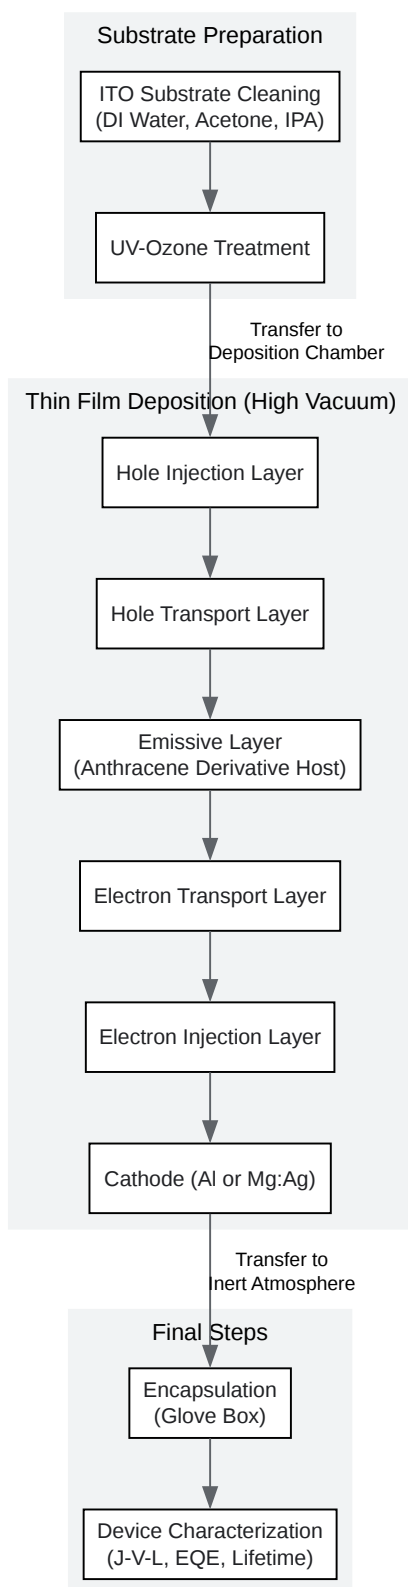 Substrate Preparation
ITO Substrate Cleaning
(DI Water, Acetone, IPA)
UV-Ozone Treatment
Transfer to
Deposition Chamber
Thin Film Deposition (High Vacuum)
Hole Injection Layer
Hole Transport Layer
Emissive Layer
(Anthracene Derivative Host)
Electron Transport Layer
Electron Injection Layer
Cathode (Al or Mg:Ag)
Transfer to
Inert Atmosphere
Final Steps
Encapsulation
(Glove Box)
Device Characterization
(J-V-L, EQE, Lifetime)